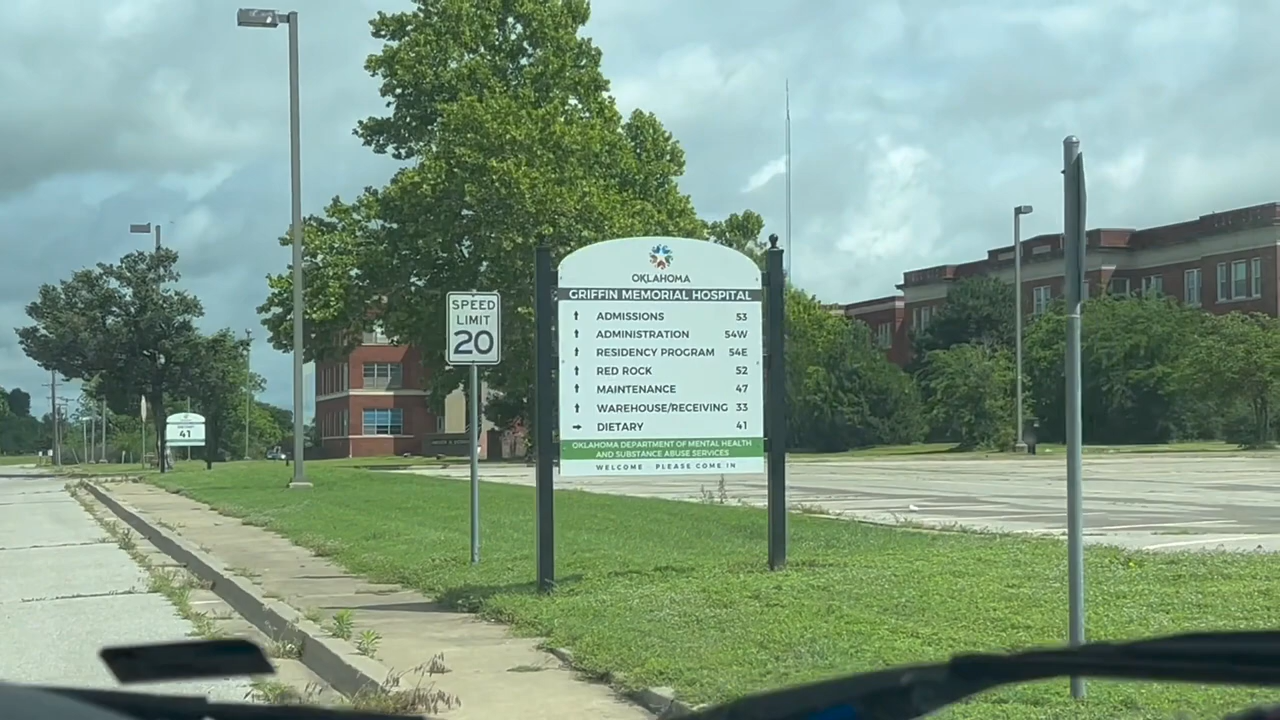 SPEED
LIMIT
20
OKLAHOMA
GRIFFIN MEMORIAL HOSPITAL
↑ ADMISSIONS 53
↑ ADMINISTRATION 54W
↑ RESIDENCY PROGRAM 54E
↑ RED ROCK 52
↑ MAINTENANCE 47
↑ WAREHOUSE/RECEIVING 33
→ DIETARY 41
OKLAHOMA DEPARTMENT OF MENTAL HEALTH
AND SUBSTANCE ABUSE SERVICES
WELCOME PLEASE COME IN
41